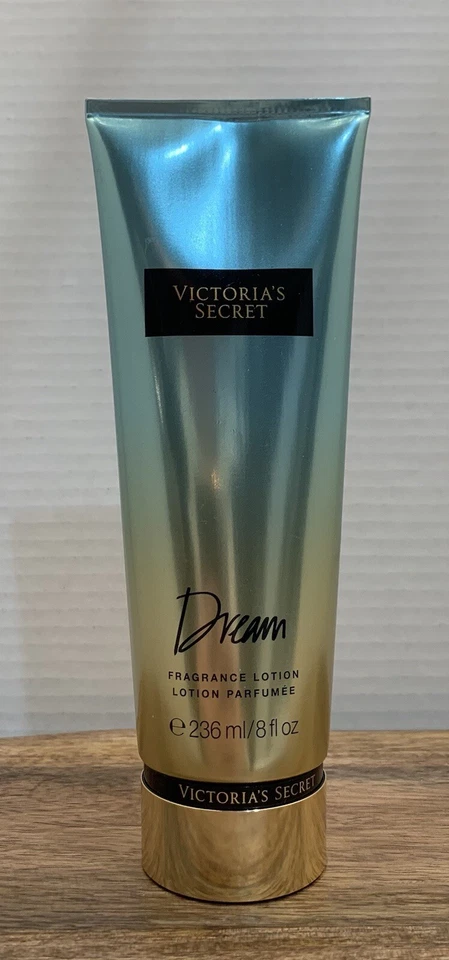 VICTORIA'S
SECRET
Dream
FRAGRANCE LOTION
LOTION PARFUMÉE
℮ 236 ml/8 fl oz
VICTORIA'S SECRET